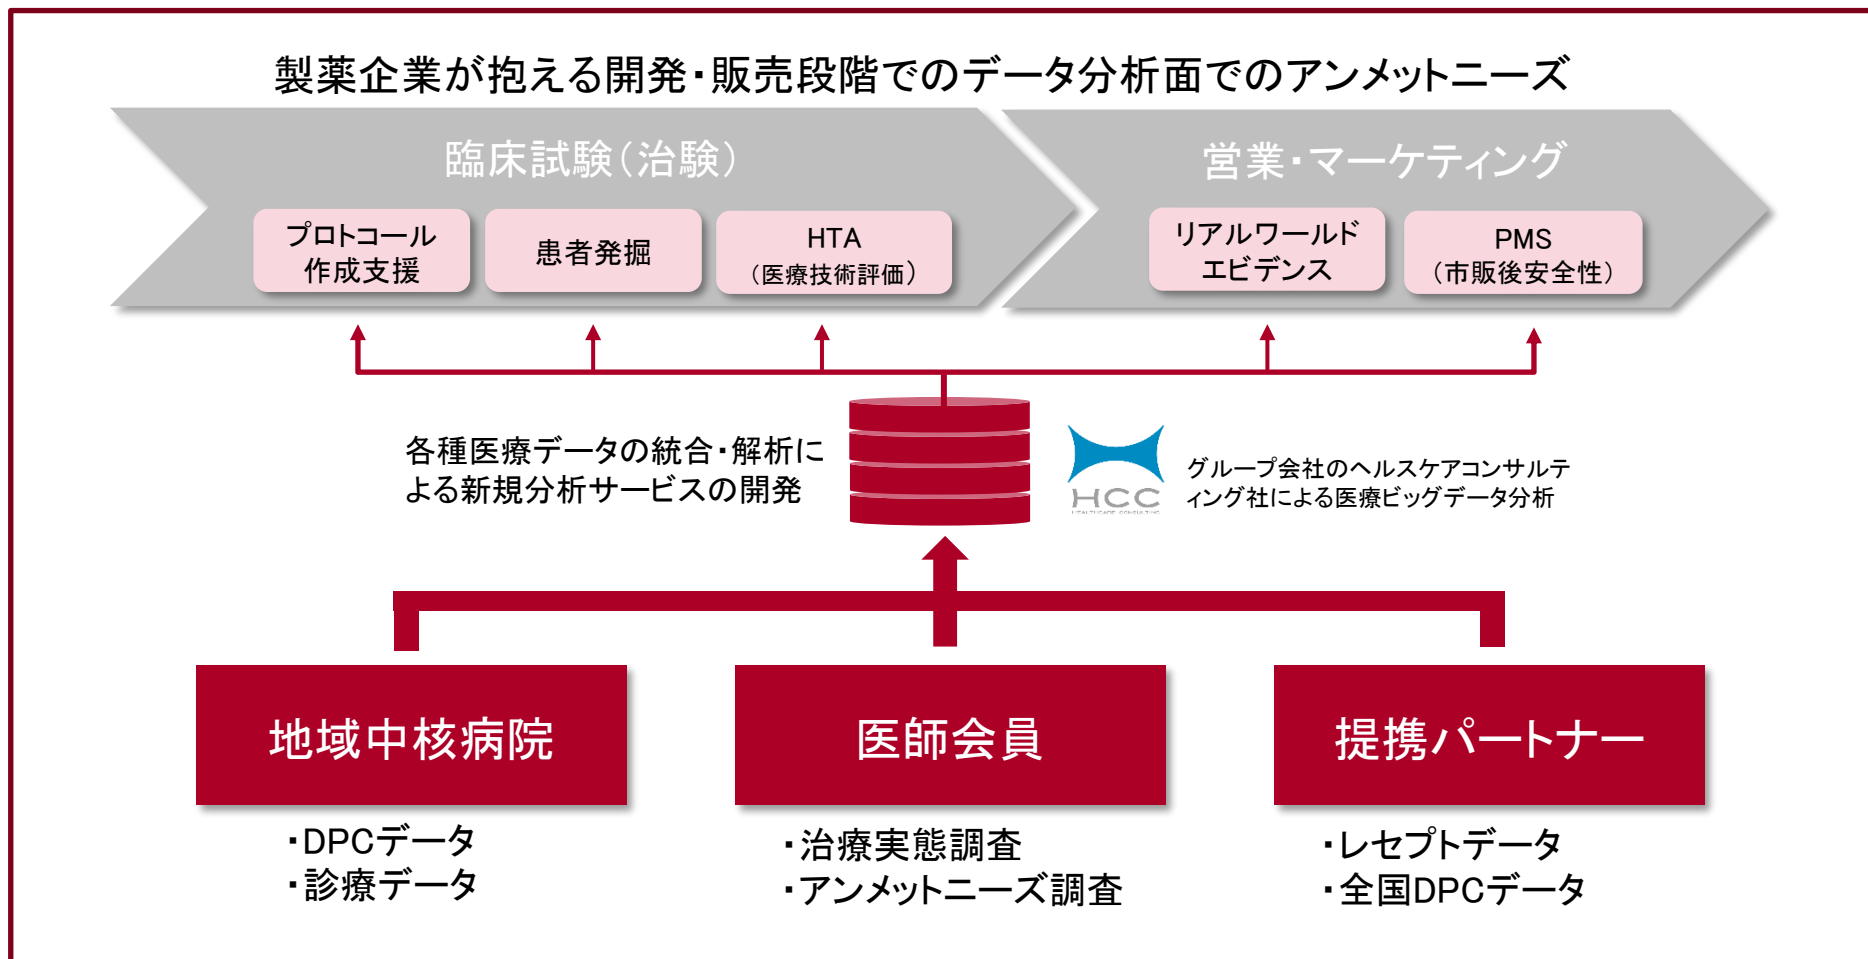 製薬企業が抱える開発・販売段階でのデータ分析面でのアンメットニーズ
臨床試験（治験）
営業・マーケティング
プロトコール
作成支援
患者発掘
HTA
（医療技術評価）
リアルワールド
エビデンス
PMS
（市販後安全性）
各種医療データの統合・解析に
よる新規分析サービスの開発
HCC
HEALTHCARE CONSULTING
グループ会社のヘルスケアコンサルテ
ィング社による医療ビッグデータ分析
地域中核病院
医師会員
提携パートナー
・DPCデータ
・診療データ
・治療実態調査
・アンメットニーズ調査
・レセプトデータ
・全国DPCデータ